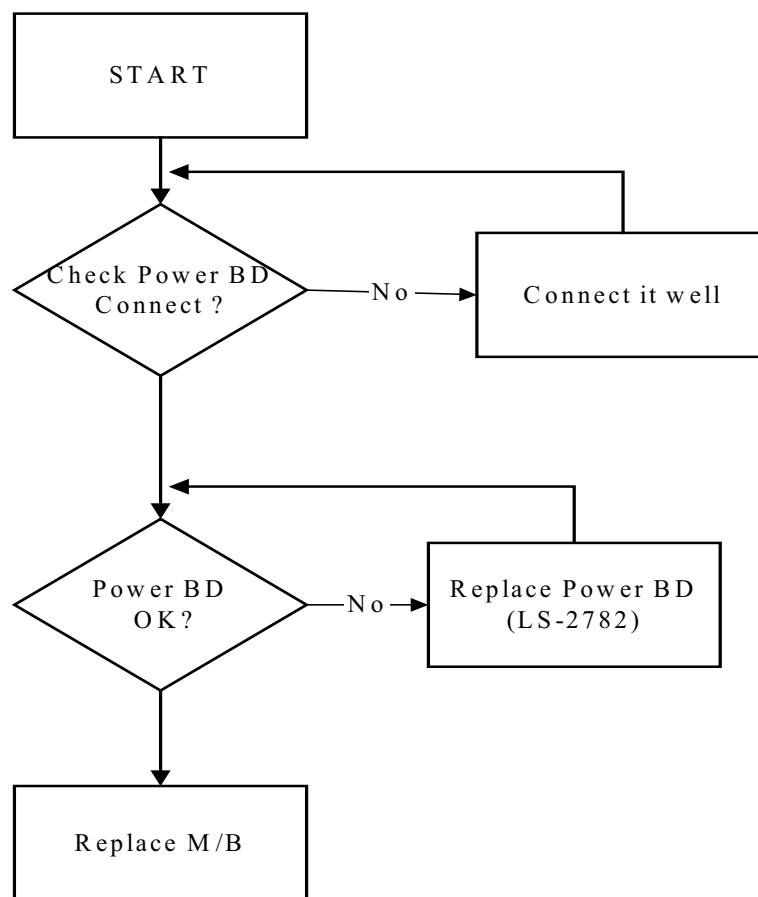 START
Check Power BD
Connect ?
No
Connect it well
Power BD
OK?
No
Replace Power BD
(LS-2782)
Replace M/B